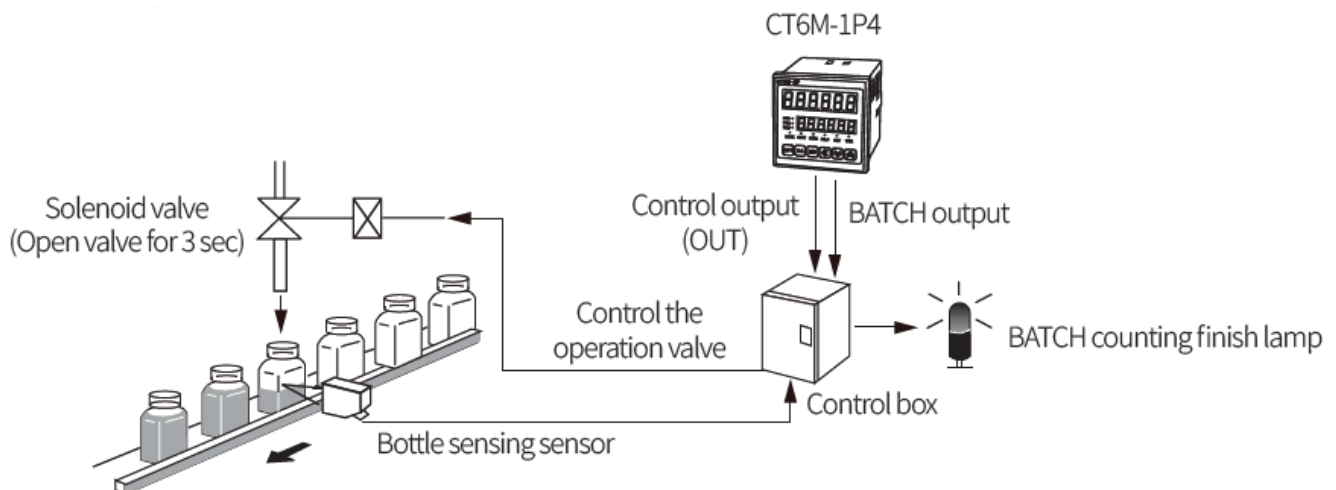 CT6M-1P4
Solenoid valve
(Open valve for 3 sec)
Control output
(OUT)
BATCH output
Control the
operation valve
BATCH counting finish lamp
Control box
Bottle sensing sensor